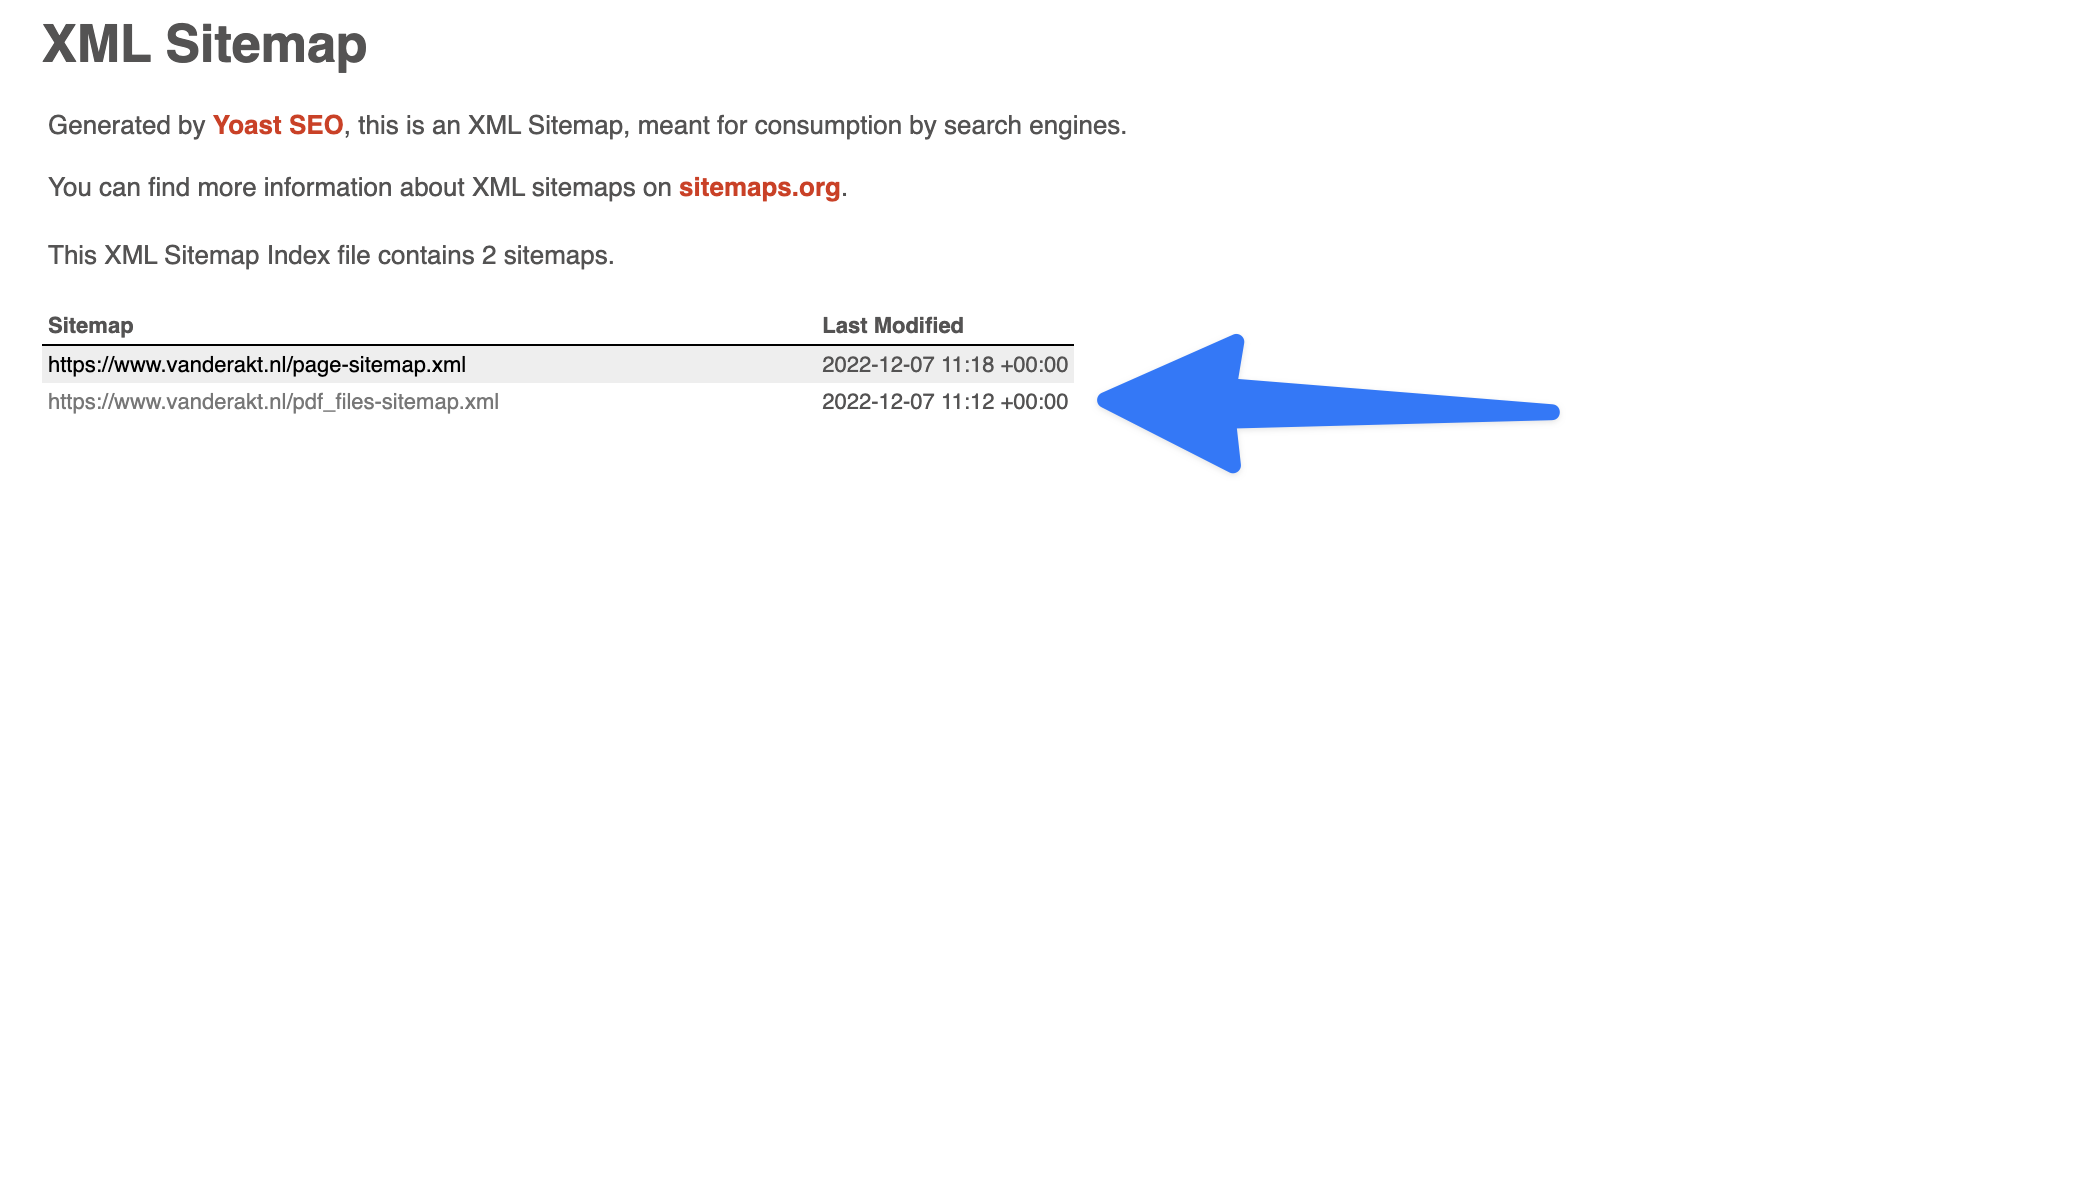 XML Sitemap
Generated by Yoast SEO, this is an XML Sitemap, meant for consumption by search engines.
You can find more information about XML sitemaps on sitemaps.org.
This XML Sitemap Index file contains 2 sitemaps.
Sitemap Last Modified
https://www.vanderakt.nl/page-sitemap.xml 2022-12-07 11:18 +00:00
https://www.vanderakt.nl/pdf_files-sitemap.xml 2022-12-07 11:12 +00:00